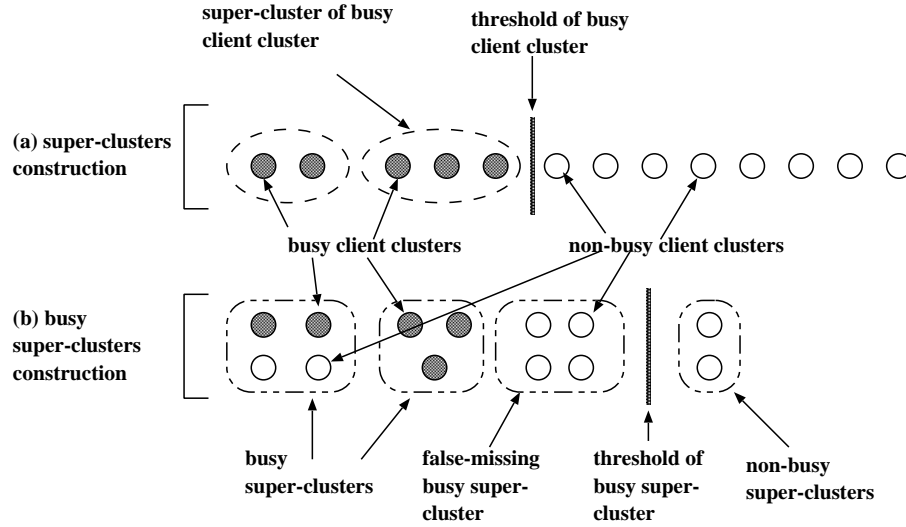 super-cluster of busy
client cluster
threshold of busy
client cluster
(a) super-clusters
construction
busy client clusters
non-busy client clusters
(b) busy
super-clusters
construction
busy
super-clusters
false-missing
busy super-
cluster
threshold of
busy super-
cluster
non-busy
super-clusters